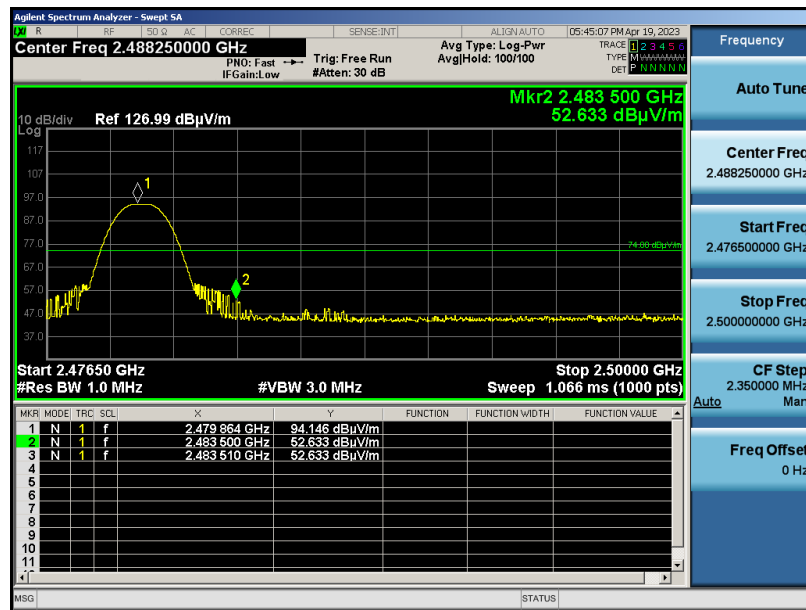 Agilent Spectrum Analyzer - Swept SA
LXI R RF 50 Ω AC CORREC SENSE:INT ALIGN AUTO 05:45:07 PM Apr 19, 2023
Center Freq 2.488250000 GHz
PNO: Fast
IFGain:Low
Trig: Free Run
#Atten: 30 dB
Avg Type: Log-Pwr
Avg|Hold: 100/100
TRACE 1 2 3 4 5 6
TYPE M
DET P N N N N N
Mkr2 2.483 500 GHz
52.633 dBµV/m
10 dB/div Ref 126.99 dBµV/m
Log
117
107
97.0
87.0
77.0
67.0
57.0
47.0
37.0
1
2
74.00 dBµV/m
Start 2.47650 GHz Stop 2.50000 GHz
#Res BW 1.0 MHz #VBW 3.0 MHz Sweep 1.066 ms (1000 pts)
MKR MODE TRC SCL X Y FUNCTION FUNCTION WIDTH FUNCTION VALUE
1 N 1 f 2.479 864 GHz 94.146 dBµV/m
2 N 1 f 2.483 500 GHz 52.633 dBµV/m
3 N 1 f 2.483 510 GHz 52.633 dBµV/m
4
5
6
7
8
9
10
11
MSG STATUS
Frequency
Auto Tune
Center Freq
2.488250000 GHz
Start Freq
2.476500000 GHz
Stop Freq
2.500000000 GHz
CF Step
2.350000 MHz
Auto Man
Freq Offset
0 Hz